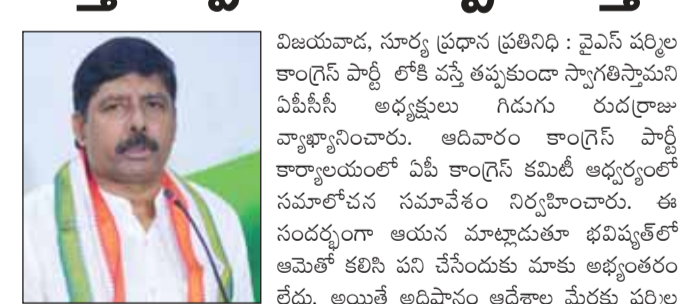 విజయవాడ, సూర్య ప్రధాన ప్రతినిధి : వైఎస్ షర్మిల
కాంగ్రెస్ పార్టీ లోకి వస్తే తప్పకుండా స్వాగతిస్తామని
ఏపీసీసీ అధ్యక్షులు గిడుగు రుద్రరాజు
వ్యాఖ్యానించారు. ఆదివారం కాంగ్రెస్ పార్టీ
కార్యాలయంలో ఏపీ కాంగ్రెస్ కమిటీ ఆధ్వర్యంలో
సమాలోచన సమావేశం నిర్వహించారు. ఈ
సందర్భంగా ఆయన మాట్లాడుతూ భవిష్యత్‌లో
ఆమెతో కలిసి పని చేసేందుకు మాకు అభ్యంతరం
లేదు. అయితే అధిష్ఠానం ఆదేశాల మేరకు షర్మిల